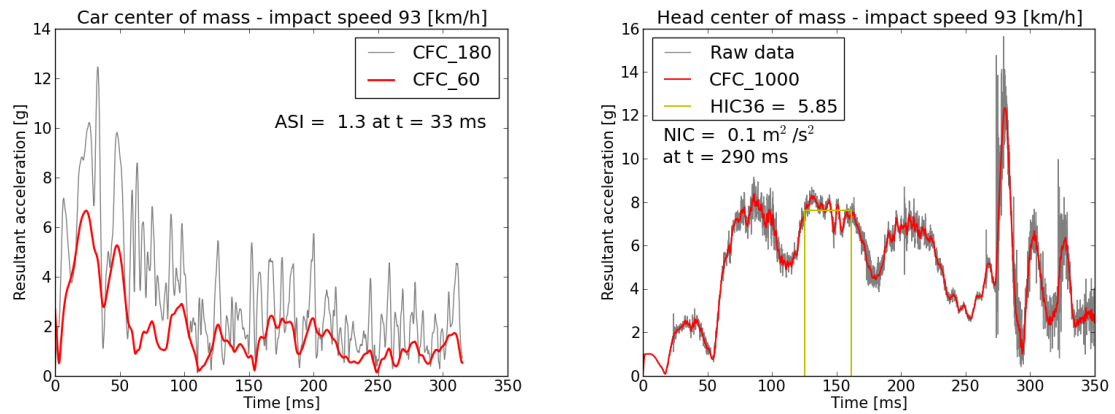 Car center of mass - impact speed 93 [km/h]
14
12
10
8
6
4
2
0
Resultant acceleration [g]
CFC_180
CFC_60
ASI = 1.3 at t = 33 ms
0 50 100 150 200 250 300 350
Time [ms]
Head center of mass - impact speed 93 [km/h]
16
14
12
10
8
6
4
2
0
Resultant acceleration [g]
Raw data
CFC_1000
HIC36 = 5.85
NIC = 0.1 m² /s²
at t = 290 ms
0 50 100 150 200 250 300 350
Time [ms]